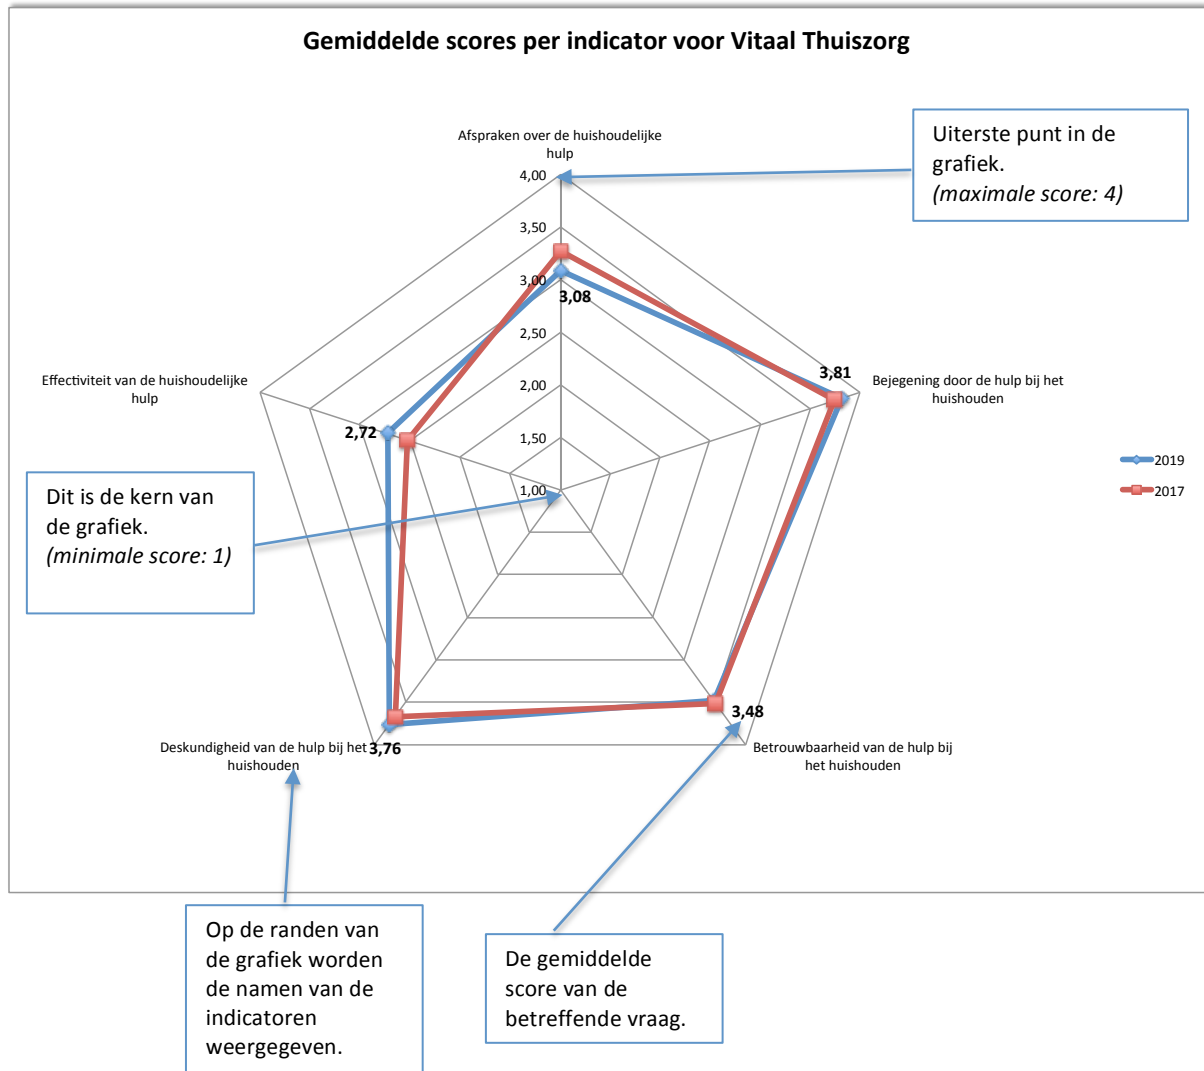 Gemiddelde scores per indicator voor Vitaal Thuiszorg
Afspraken over de huishoudelijke
hulp
Uiterste punt in de
grafiek.
(maximale score: 4)
4,00
3,50
3,00
2,50
2,00
1,50
1,00
3,08
3,81
Bejegening door de hulp bij het
huishouden
Effectiviteit van de huishoudelijke
hulp
2,72
2019
2017
Dit is de kern van
de grafiek.
(minimale score: 1)
3,48
Betrouwbaarheid van de hulp bij
het huishouden
Deskundigheid van de hulp bij het
huishouden
3,76
Op de randen van
de grafiek worden
de namen van de
indicatoren
weergegeven.
De gemiddelde
score van de
betreffende vraag.